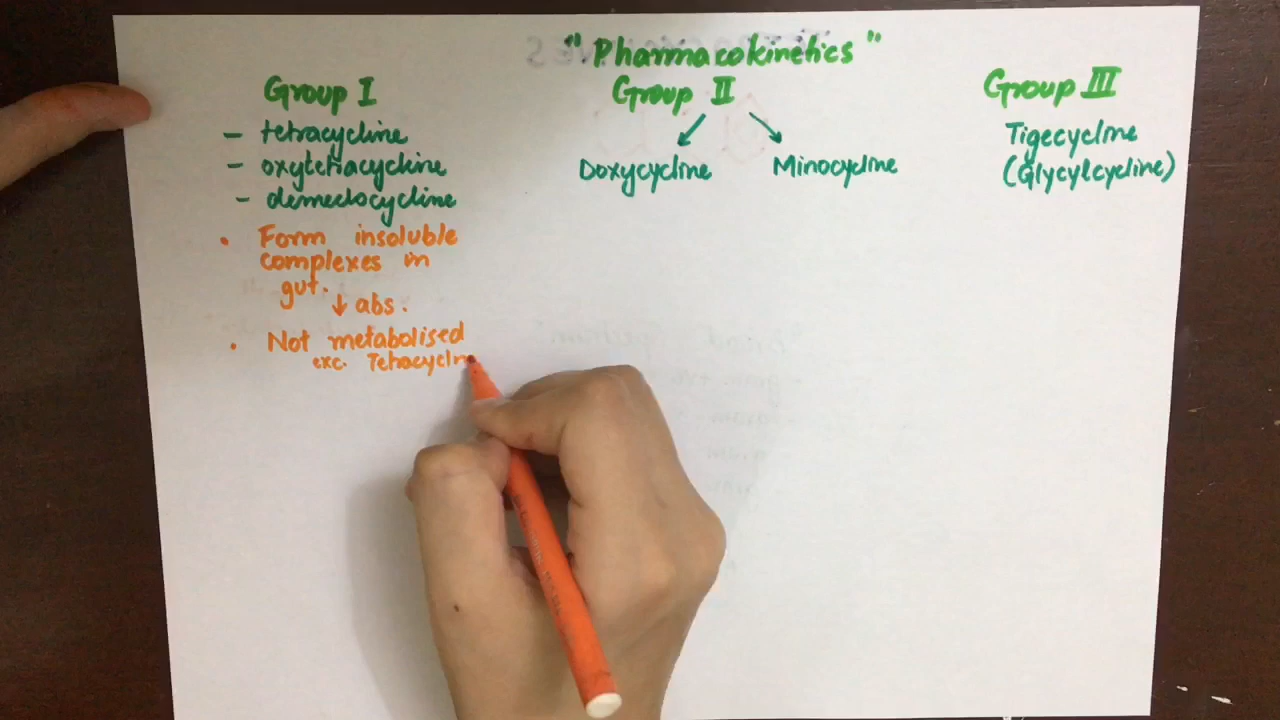 "Pharmacokinetics"
Group I
- tetracycline
- oxytetracycline
- demeclocycline
• Form insoluble
complexes in
gut.
↓ abs.
• Not metabolised
exc. Tetracyclin
Group II
Doxycycline
Minocycline
Group III
Tigecycline
(Glycylcycline)